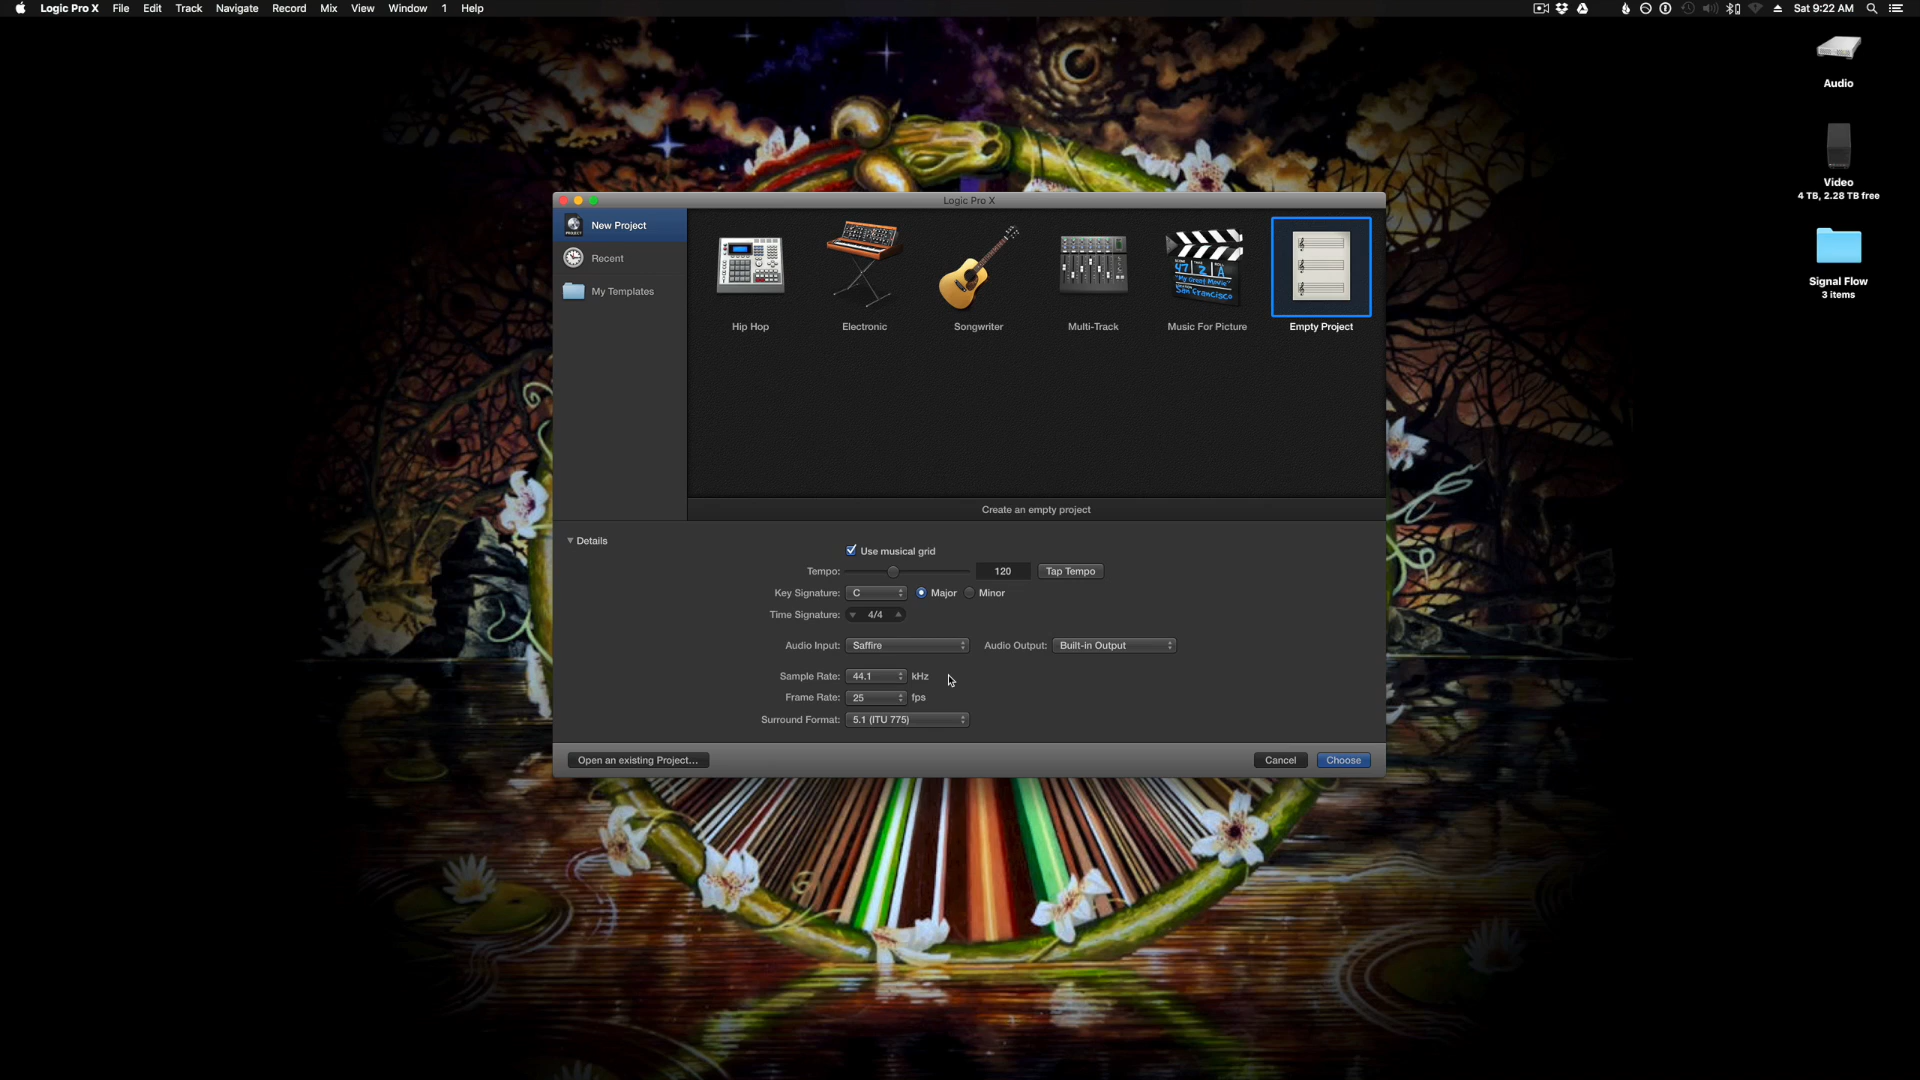 Logic Pro X File Edit Track Navigate Record Mix View Window 1 Help
Sat 9:22 AM
Audio
Video
4 TB, 2.28 TB free
Signal Flow
3 items
Logic Pro X
New Project
Recent
My Templates
Hip Hop
Electronic
Songwriter
Multi-Track
Music For Picture
Empty Project
Create an empty project
Details
Use musical grid
Tempo: 120 Tap Tempo
Key Signature: C Major Minor
Time Signature: 4/4
Audio Input: Saffire Audio Output: Built-in Output
Sample Rate: 44.1 kHz
Frame Rate: 25 fps
Surround Format: 5.1 (ITU 775)
Open an existing Project... Cancel Choose